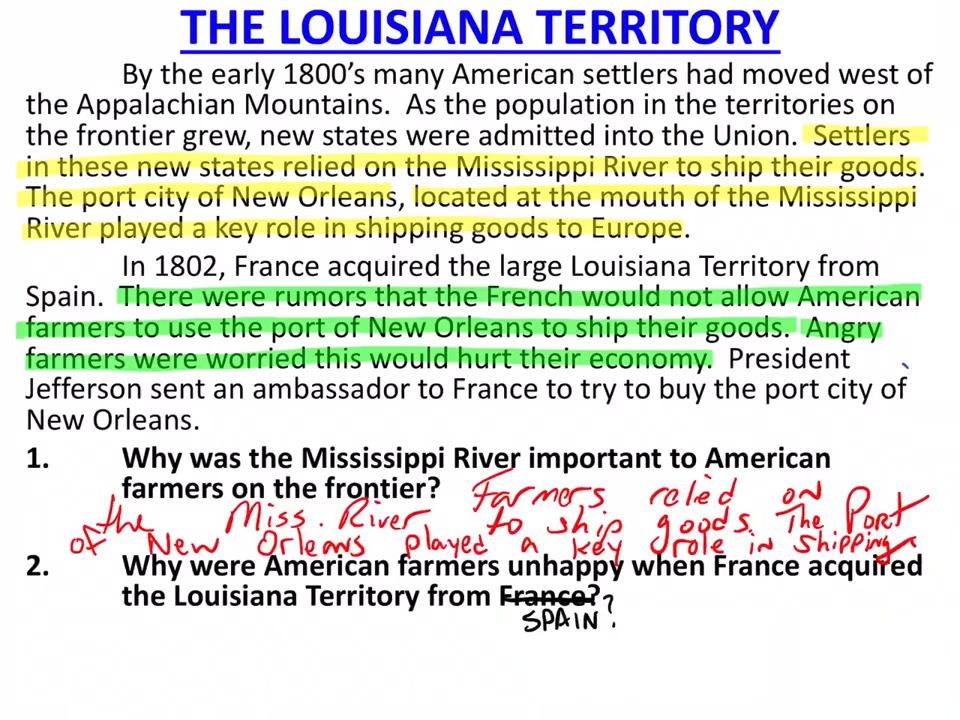 THE LOUISIANA TERRITORY
By the early 1800's many American settlers had moved west of
the Appalachian Mountains. As the population in the territories on
the frontier grew, new states were admitted into the Union. Settlers
in these new states relied on the Mississippi River to ship their goods.
The port city of New Orleans, located at the mouth of the Mississippi
River played a key role in shipping goods to Europe.
In 1802, France acquired the large Louisiana Territory from
Spain. There were rumors that the French would not allow American
farmers to use the port of New Orleans to ship their goods. Angry
farmers were worried this would hurt their economy. President
Jefferson sent an ambassador to France to try to buy the port city of
New Orleans.
1. Why was the Mississippi River important to American
farmers on the frontier? Farmers relied on
the Miss. River to ship goods. The Port
of New Orleans played a key role in shipping
2. Why were American farmers unhappy when France acquired
the Louisiana Territory from France?
SPAIN?